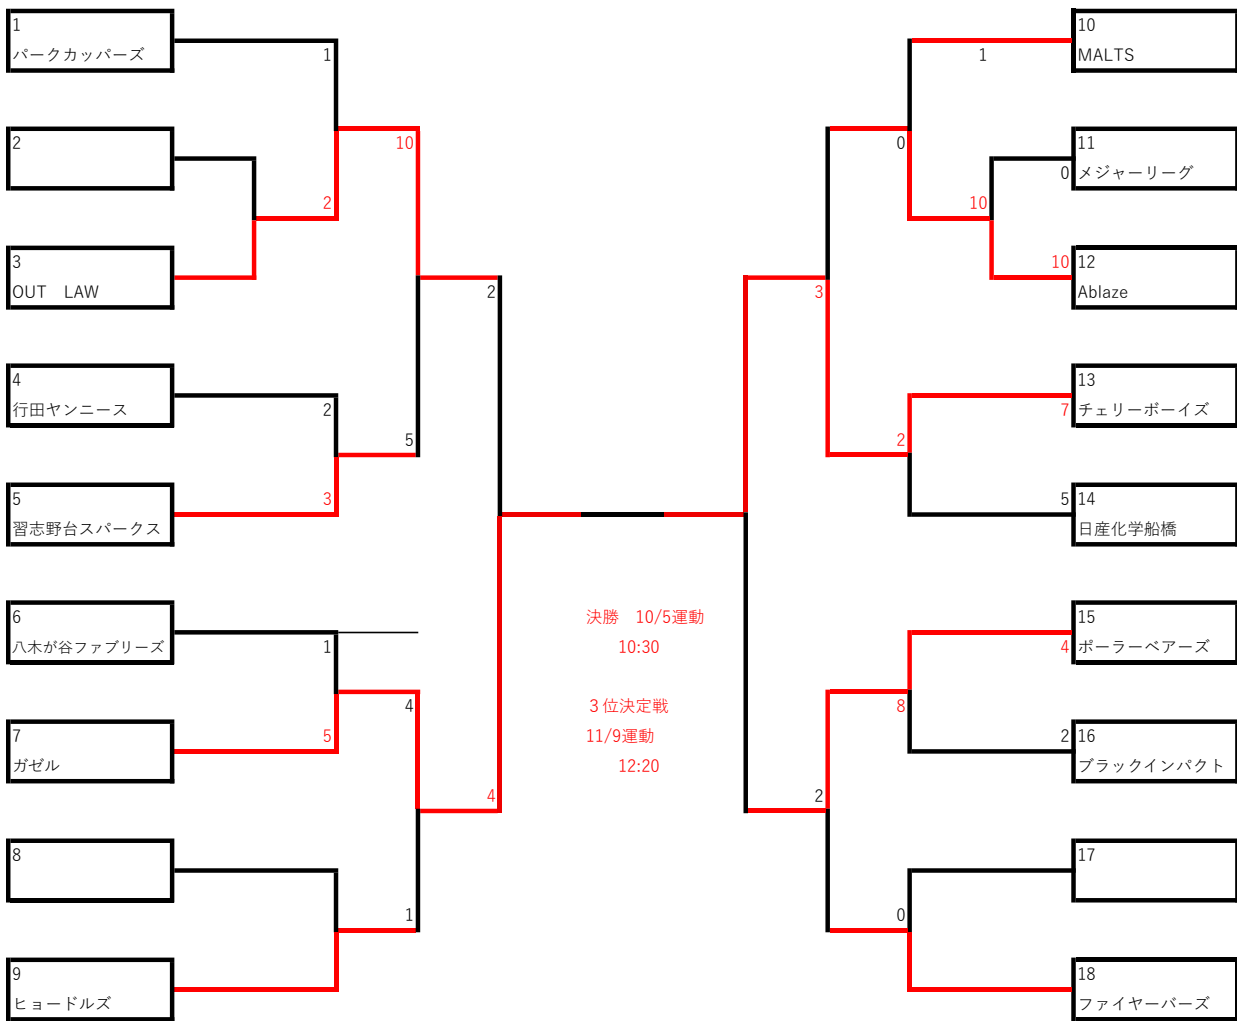 1
パークカッパーズ
1
2
10
2
3
OUT　LAW
2
4
行田ヤンニース
2
5
5
習志野台スパークス
3
6
八木が谷ファブリーズ
1
4
7
ガゼル
5
4
8
1
9
ヒョードルズ
決勝　10/5運動
10:30
３位決定戦
11/9運動
12:20
10
MALTS
1
0
11
メジャーリーグ
0
10
12
Ablaze
10
3
13
チェリーボーイズ
7
2
14
日産化学船橋
5
15
ポーラーベアーズ
4
8
16
ブラックインパクト
2
2
17
0
18
ファイヤーバーズ